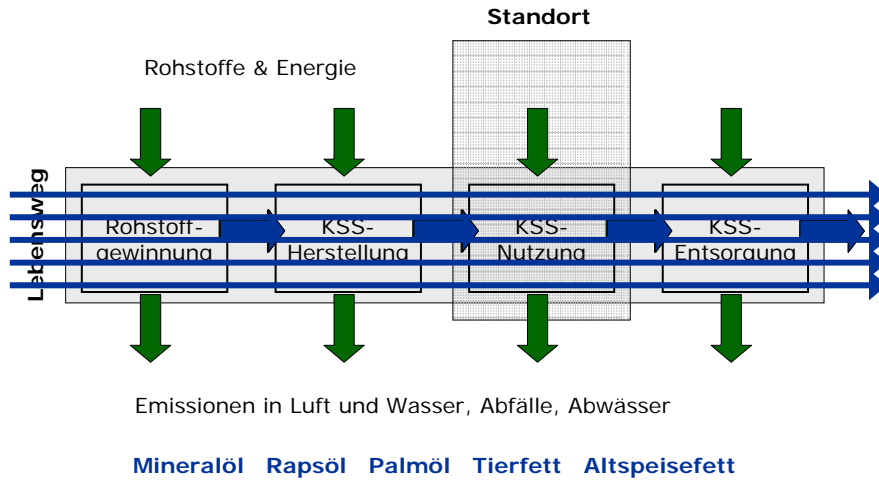 Standort
Rohstoffe & Energie
Lebensweg
Rohstoff-
gewinnung
KSS-
Herstellung
KSS-
Nutzung
KSS-
Entsorgung
Emissionen in Luft und Wasser, Abfälle, Abwässer
Mineralöl Rapsöl Palmöl Tierfett Altspeisefett